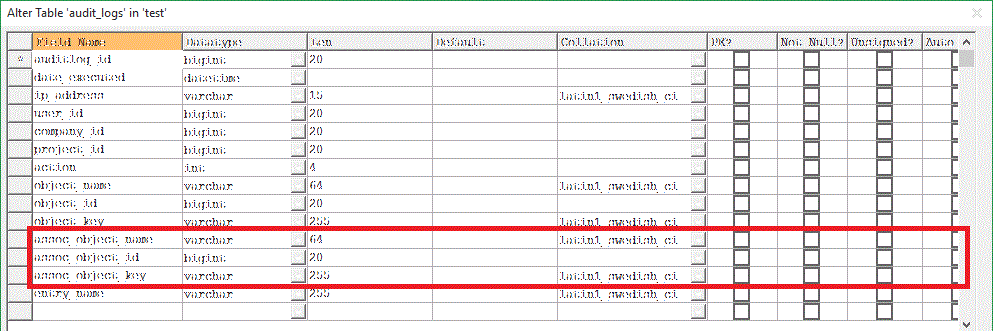 Alter Table 'audit_logs' in 'test'
Field Name Datatype Len Default Collation PK? Not Null? Unsigned? Auto
* auditlog_id bigint 20
date_executed datetime
ip_address varchar 15 latin1_swedish_ci
user_id bigint 20
company_id bigint 20
project_id bigint 20
action int 4
object_name varchar 64 latin1_swedish_ci
object_id bigint 20
object_key varchar 255 latin1_swedish_ci
assoc_object_name varchar 64 latin1_swedish_ci
assoc_object_id bigint 20
assoc_object_key varchar 255 latin1_swedish_ci
entry_name varchar 255 latin1_swedish_ci